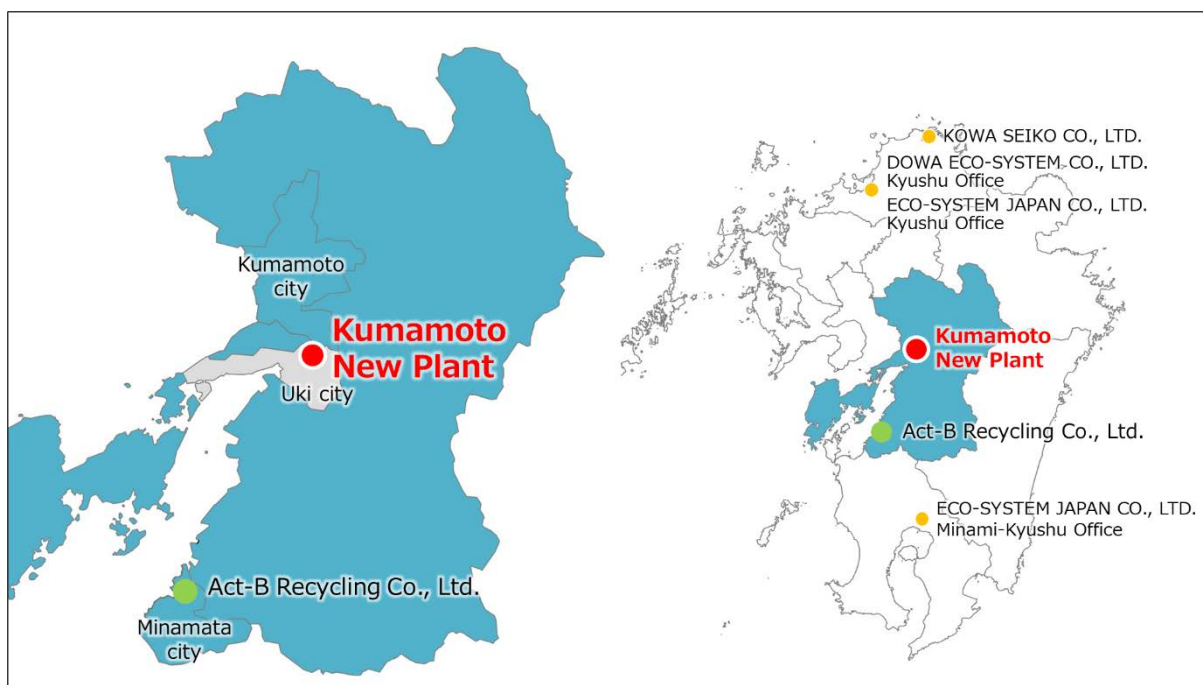 Kumamoto
city
Kumamoto
New Plant
Uki city
Act-B Recycling Co., Ltd.
Minamata
city
KOWA SEIKO CO., LTD.
DOWA ECO-SYSTEM CO., LTD.
Kyushu Office
ECO-SYSTEM JAPAN CO., LTD.
Kyushu Office
Kumamoto
New Plant
Act-B Recycling Co., Ltd.
ECO-SYSTEM JAPAN CO., LTD.
Minami-Kyushu Office